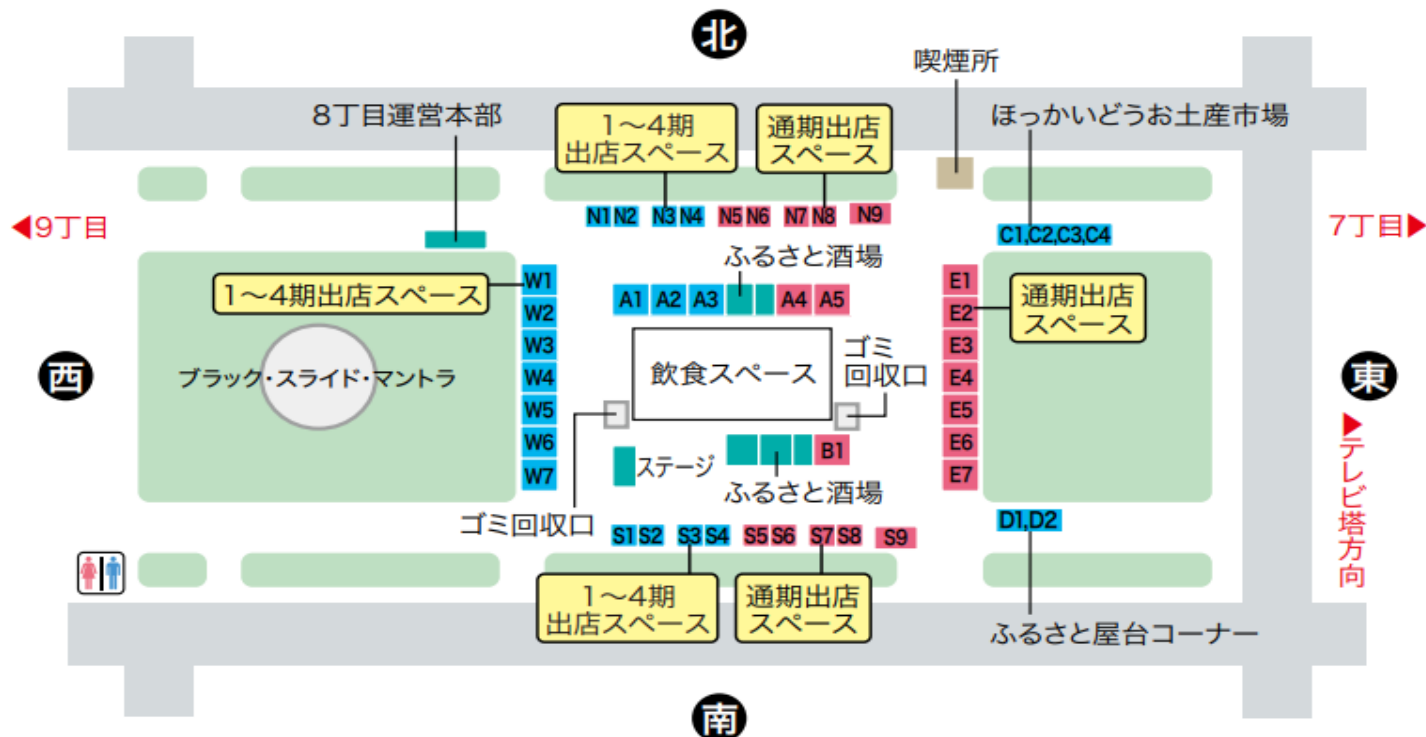 北
喫煙所
8丁目運営本部
1〜4期
出店スペース
通期出店
スペース
ほっかいどうお土産市場
◀9丁目
N1 N2 N3 N4 N5 N6 N7 N8 N9
7丁目▶
C1,C2,C3,C4
ふるさと酒場
1〜4期出店スペース
W1
W2
W3
W4
W5
W6
W7
A1 A2 A3 A4 A5
E1
E2
E3
E4
E5
E6
E7
通期出店
スペース
西
ブラック・スライド・マントラ
飲食スペース
ゴミ
回収口
東
▶テレビ塔方向
ステージ
B1
ふるさと酒場
ゴミ回収口
S1 S2 S3 S4 S5 S6 S7 S8 S9
D1,D2
1〜4期
出店スペース
通期出店
スペース
ふるさと屋台コーナー
南